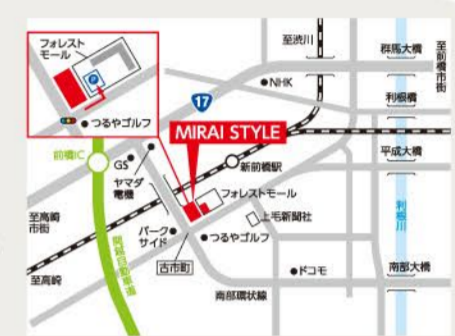 フォレスト
モール
P
つるやゴルフ
至渋川
NHK
群馬大橋
至前橋市街
利根橋
17
MIRAI STYLE
平成大橋
前橋IC
GS
ヤマダ
電機
新前橋駅
フォレストモール
上毛新聞社
利根川
至高崎
市街
パーク
サイド
つるやゴルフ
関越自動車道
古市町
ドコモ
南部大橋
至高崎
南部環状線